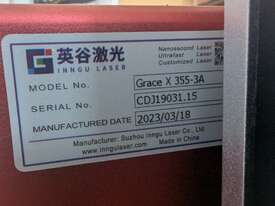 英谷激光
INNGU LASER
Nanosecond Laser
Ultrafast Laser
Customized Laser
MODEL No. Grace X 355-3A
SERIAL No. CDJ19031.15
MANUFACTURED DATE 2023/03/18
Manufacturer: Suzhou Inngu Laser Co., Ltd
www.inngulaser.com Made in China